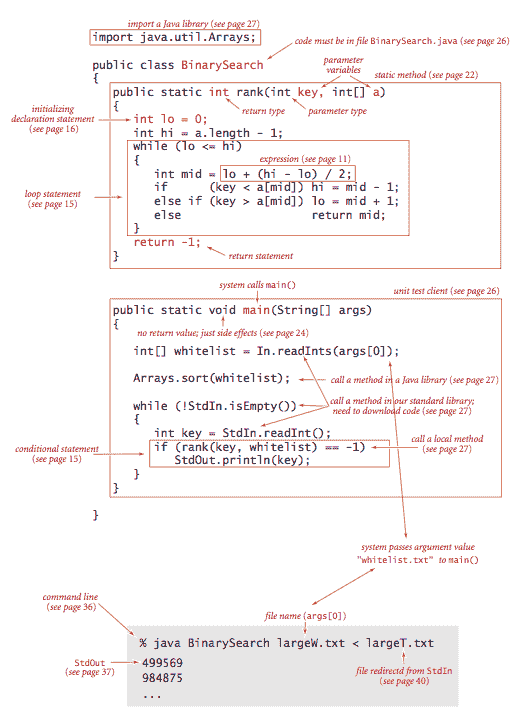 import a Java library (see page 27)
import java.util.Arrays;
code must be in file BinarySearch.java (see page 26)
public class BinarySearch
{
parameter
variables
static method (see page 22)
public static int rank(int key, int[] a)
{
return type
parameter type
initializing
declaration statement
(see page 16)
int lo = 0;
int hi = a.length - 1;
while (lo <= hi)
{
expression (see page 11)
int mid = lo + (hi - lo) / 2;
if (key < a[mid]) hi = mid - 1;
else if (key > a[mid]) lo = mid + 1;
else return mid;
}
loop statement
(see page 15)
return -1;
}
return statement
system calls main()
unit test client (see page 26)
public static void main(String[] args)
{
no return value; just side effects (see page 24)
int[] whitelist = In.readInts(args[0]);
Arrays.sort(whitelist);
call a method in a Java library (see page 27)
while (!StdIn.isEmpty())
call a method in our standard library;
need to download code (see page 27)
{
int key = StdIn.readInt();
if (rank(key, whitelist) == -1)
StdOut.println(key);
conditional statement
(see page 15)
call a local method
(see page 27)
}
}
}
system passes argument value
"whitelist.txt" to main()
command line
(see page 36)
file name (args[0])
% java BinarySearch largeW.txt < largeT.txt
StdOut
(see page 37)
499569
984875
...
file redirectd from StdIn
(see page 40)